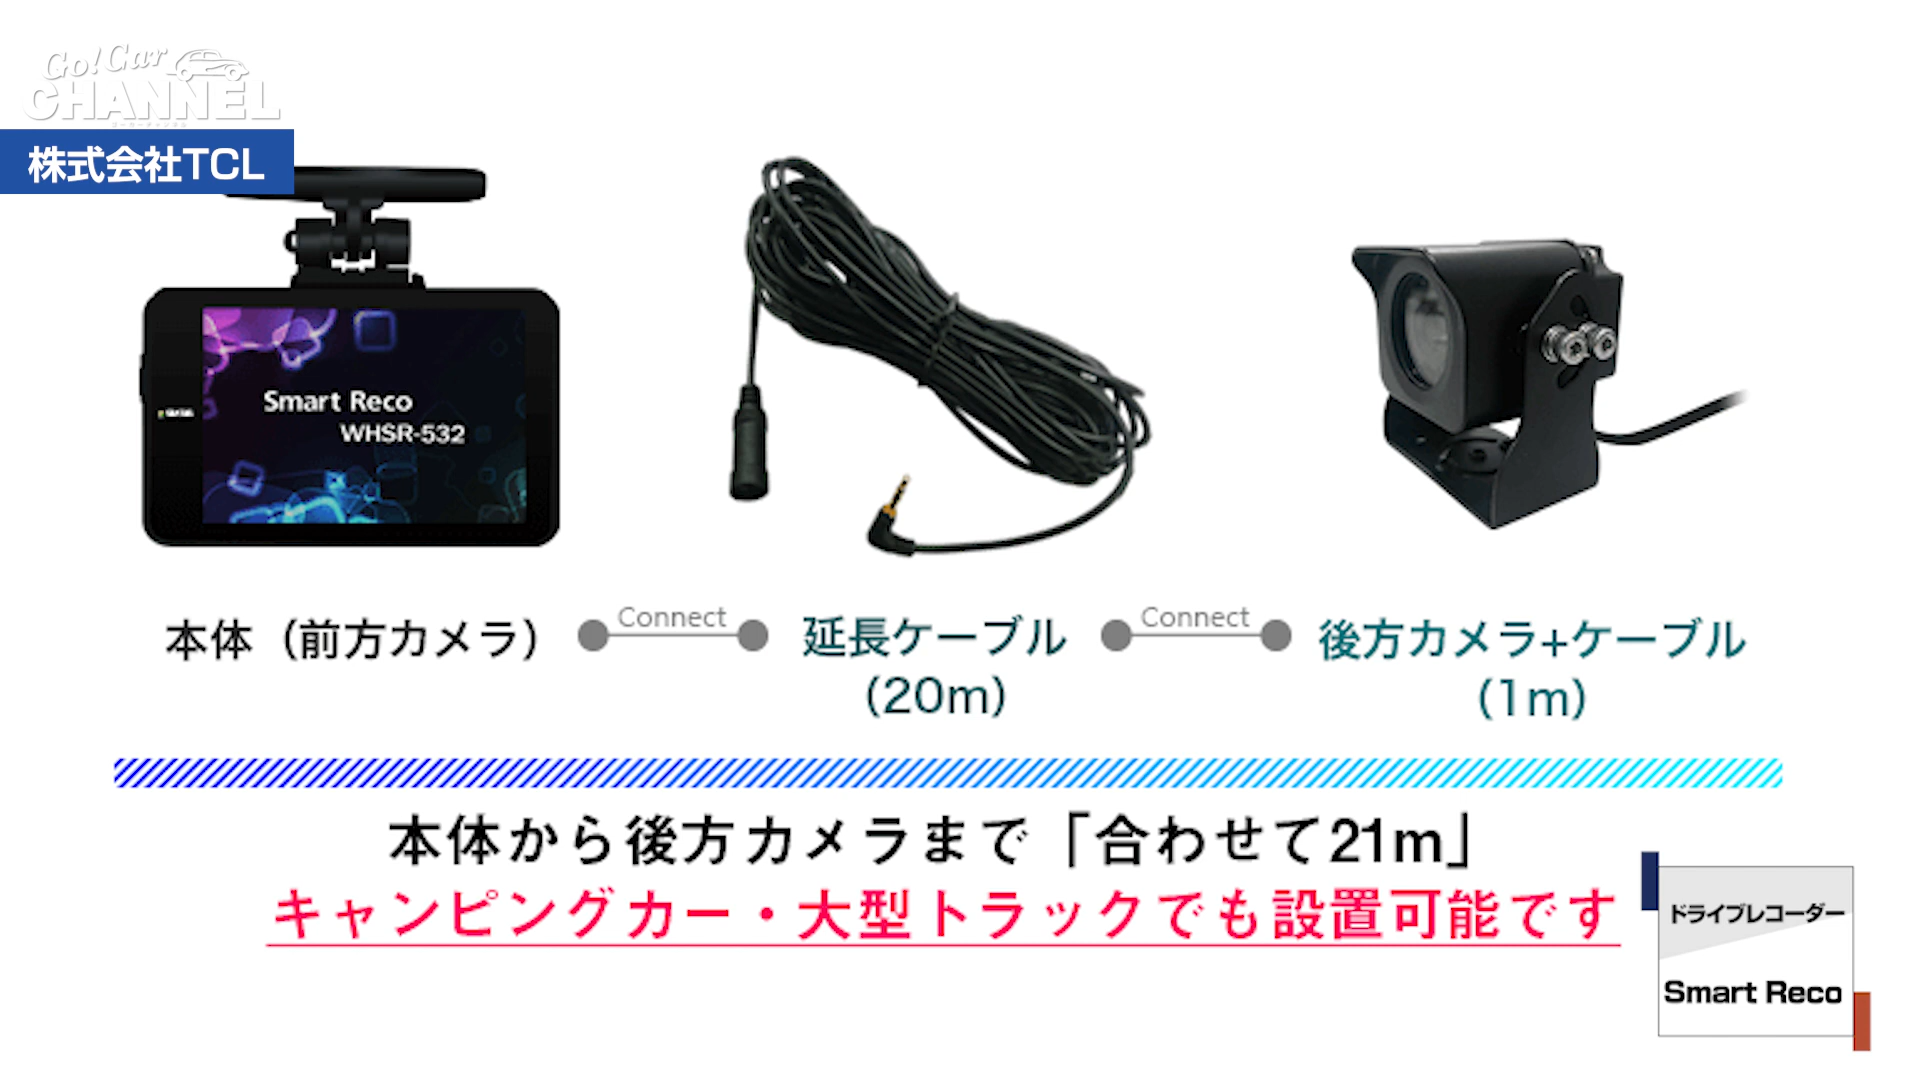 Go! Car
CHANNEL
株式会社TCL
Smart Reco
WHSR-532
本体（前方カメラ）
Connect
延長ケーブル
(20m)
Connect
後方カメラ+ケーブル
(1m)
本体から後方カメラまで「合わせて21m」
キャンピングカー・大型トラックでも設置可能です
ドライブレコーダー
Smart Reco